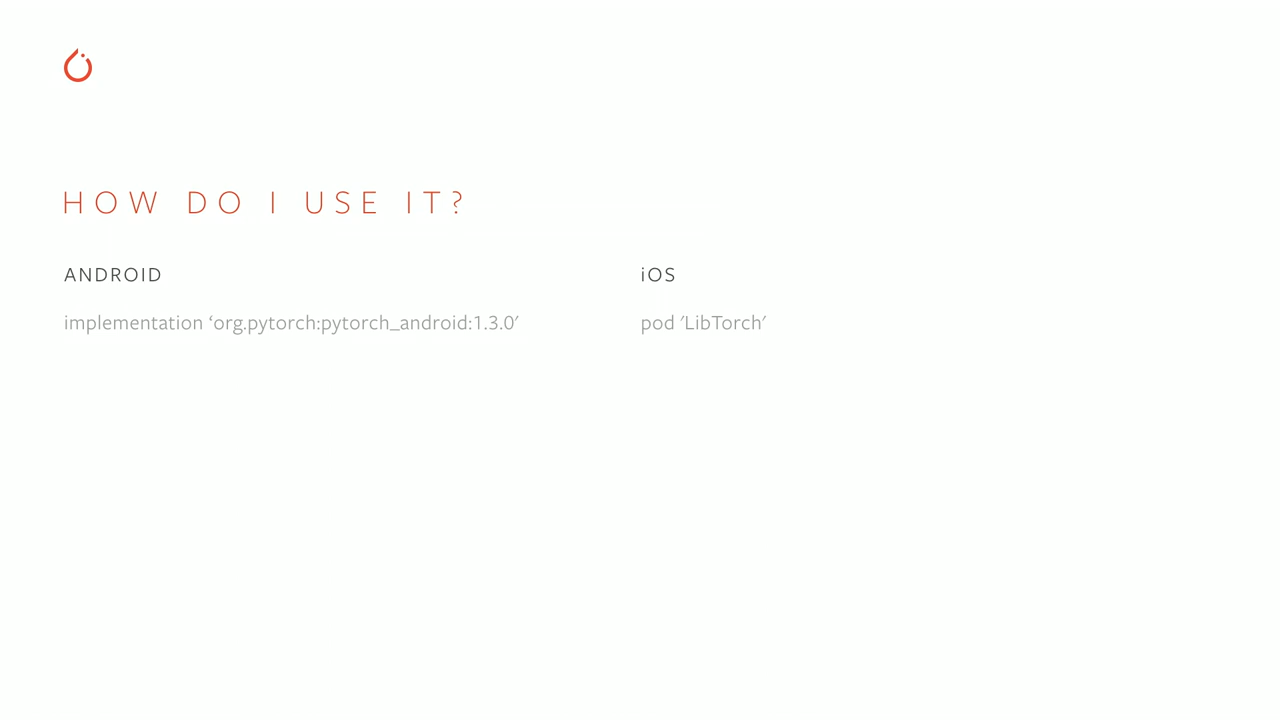 HOW DO I USE IT?
ANDROID
implementation ‘org.pytorch:pytorch_android:1.3.0’
iOS
pod ’LibTorch’